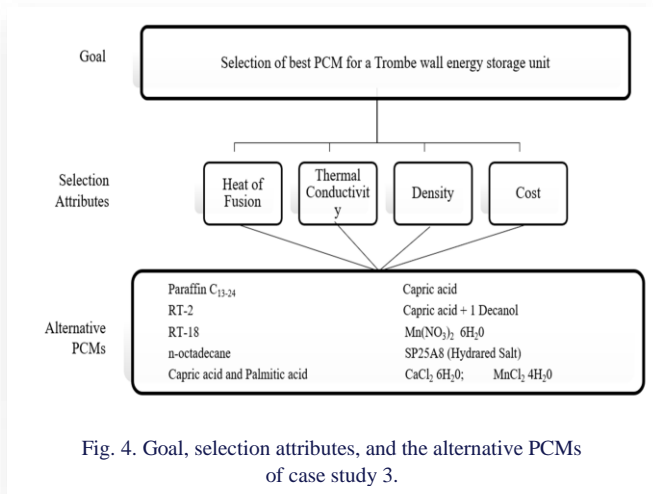 Goal
Selection of best PCM for a Trombe wall energy storage unit
Selection
Attributes
Heat of
Fusion
Thermal
Conductivit
y
Density
Cost
Alternative
PCMs
Paraffin C₁₃₋₂₄
RT-2
RT-18
n-octadecane
Capric acid and Palmitic acid
Capric acid
Capric acid + 1 Decanol
Mn(NO₃)₂ 6H₂0
SP25A8 (Hydrared Salt)
CaCl₂ 6H₂0; MnCl₂ 4H₂0
Fig. 4. Goal, selection attributes, and the alternative PCMs
of case study 3.